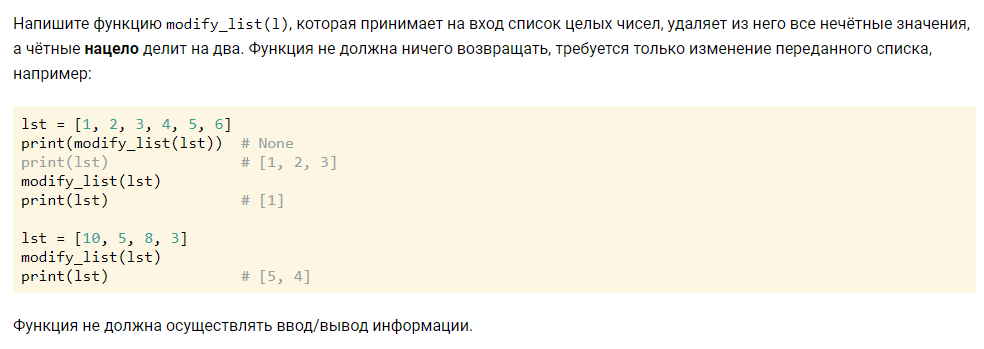 Напишите функцию modify_list(l), которая принимает на вход список целых чисел, удаляет из него все нечётные значения,
а чётные нацело делит на два. Функция не должна ничего возвращать, требуется только изменение переданного списка,
например:
lst = [1, 2, 3, 4, 5, 6]
print(modify_list(lst))  # None
print(lst)               # [1, 2, 3]
modify_list(lst)
print(lst)               # [1]
lst = [10, 5, 8, 3]
modify_list(lst)
print(lst)               # [5, 4]
Функция не должна осуществлять ввод/вывод информации.